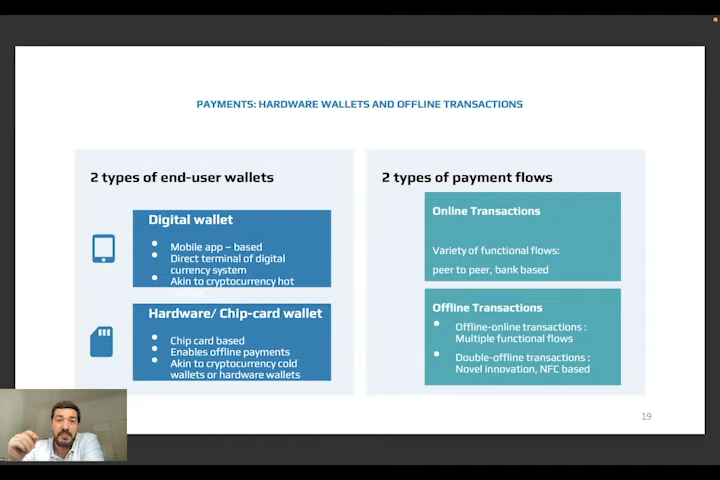 PAYMENTS: HARDWARE WALLETS AND OFFLINE TRANSACTIONS
2 types of end-user wallets
Digital wallet
Mobile app – based
Direct terminal of digital
currency system
Akin to cryptocurrency hot
Hardware/ Chip-card wallet
Chip card based
Enables offline payments
Akin to cryptocurrency cold
wallets or hardware wallets
2 types of payment flows
Online Transactions
Variety of functional flows:
peer to peer, bank based
Offline Transactions
Offline-online transactions :
Multiple functional flows
Double-offline transactions :
Novel innovation, NFC based
19